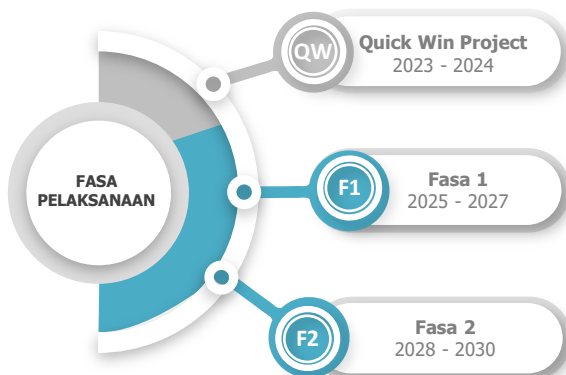 QW
Quick Win Project
2023 - 2024
FASA
PELAKSANAAN
F1
Fasa 1
2025 - 2027
F2
Fasa 2
2028 - 2030